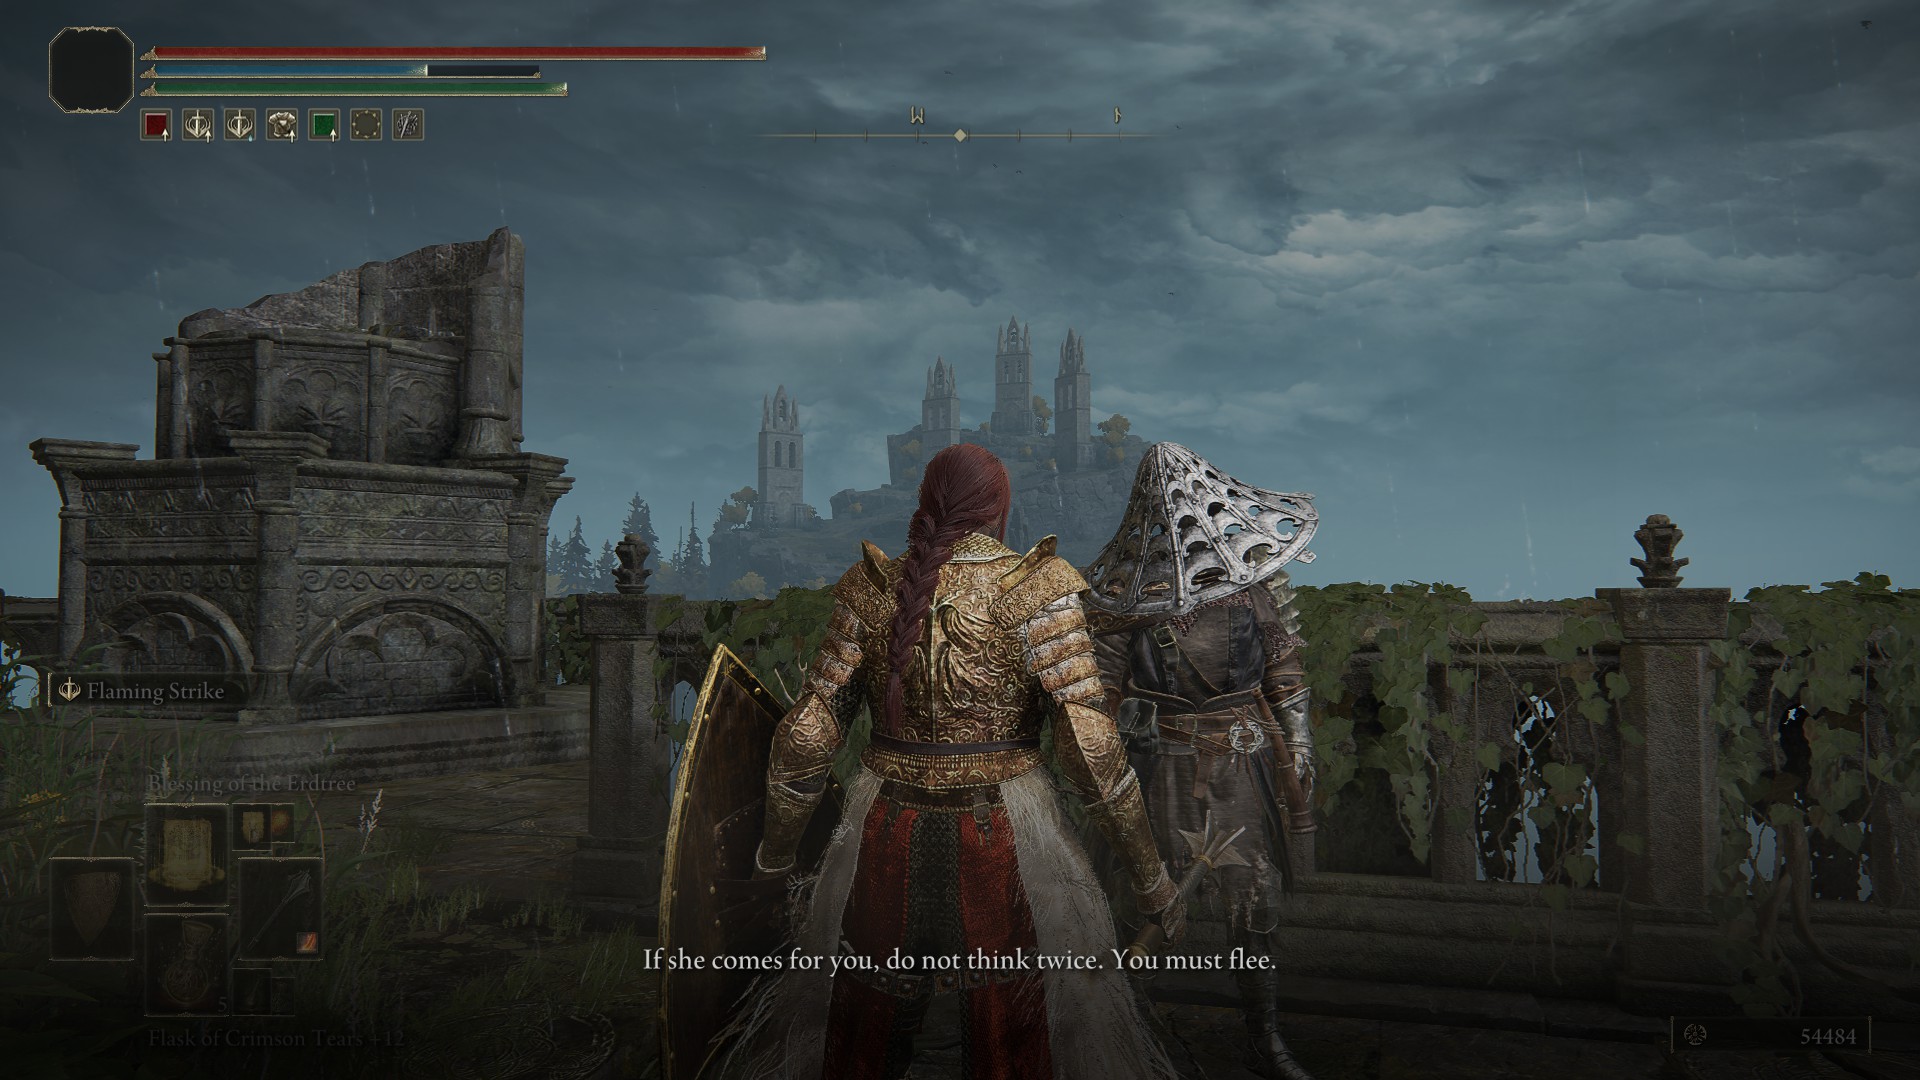 W
Flaming Strike
Blessing of the Erdtree
5
If she comes for you, do not think twice. You must flee.
Flask of Crimson Tears +12
54484